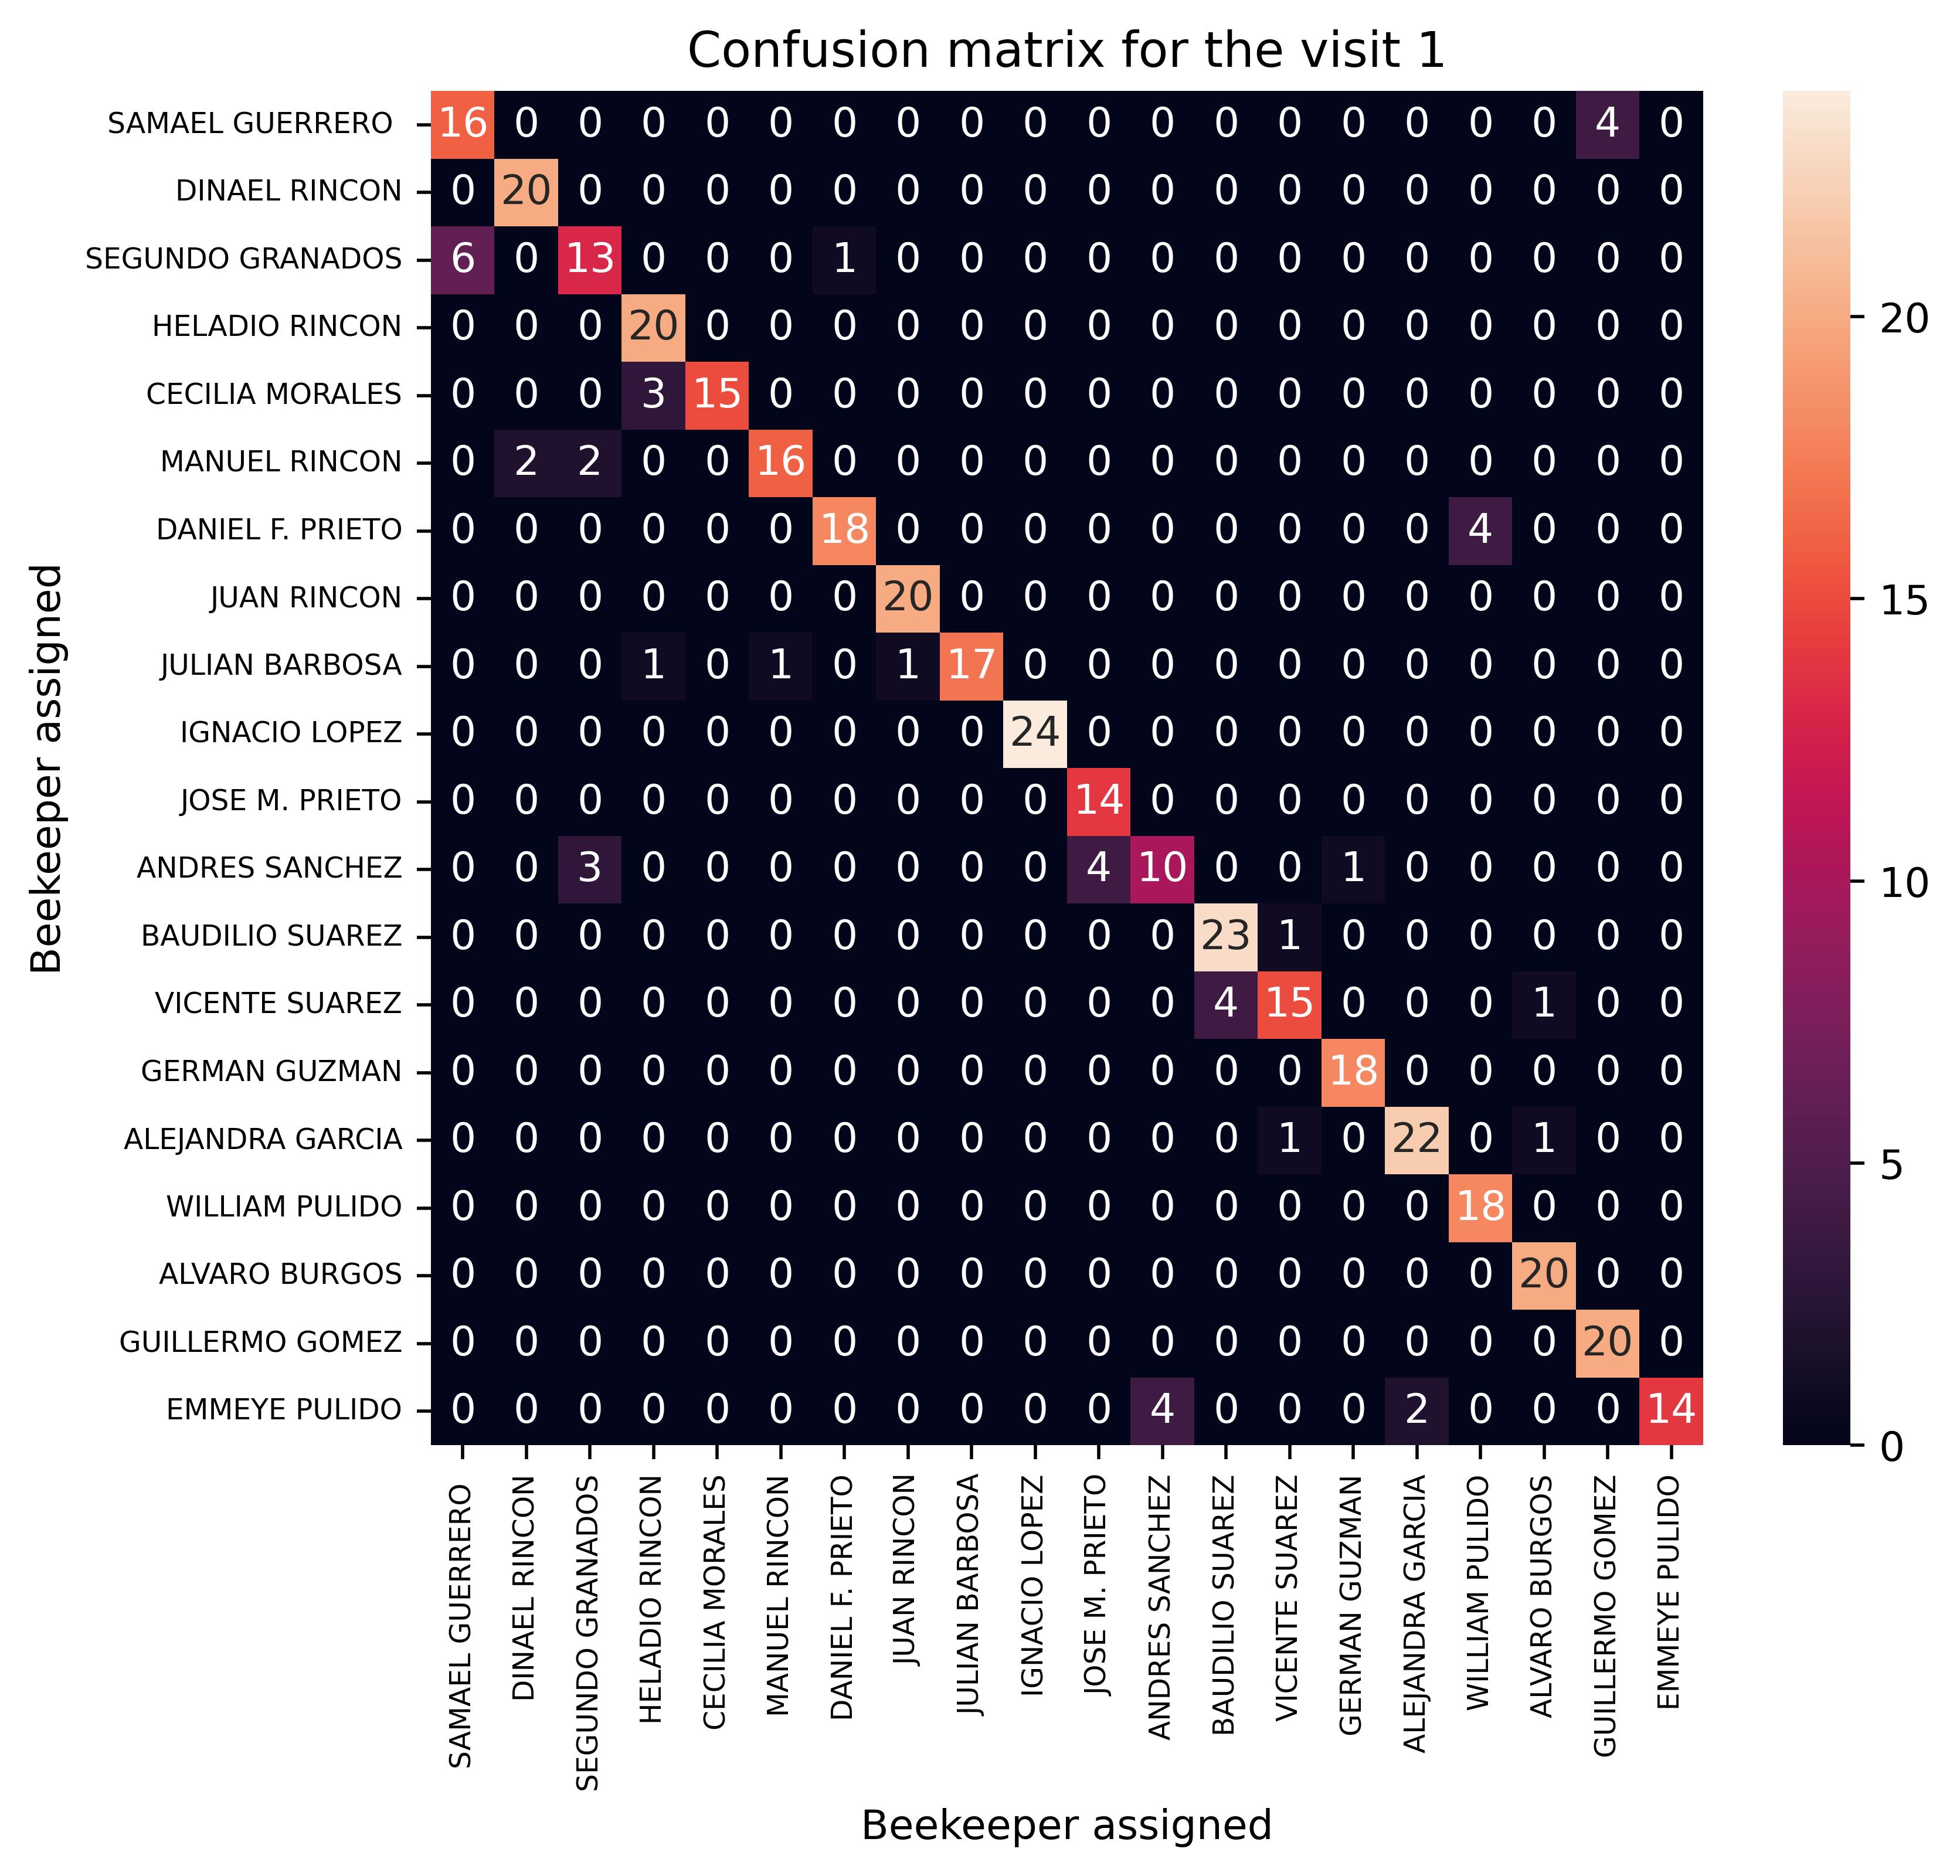 Confusion matrix for the visit 1
SAMAEL GUERRERO 16 0 0 0 0 0 0 0 0 0 0 0 0 0 0 0 0 0 4 0
DINAEL RINCON 0 20 0 0 0 0 0 0 0 0 0 0 0 0 0 0 0 0 0 0
SEGUNDO GRANADOS 6 0 13 0 0 0 1 0 0 0 0 0 0 0 0 0 0 0 0 0
HELADIO RINCON 0 0 0 20 0 0 0 0 0 0 0 0 0 0 0 0 0 0 0 0
CECILIA MORALES 0 0 0 3 15 0 0 0 0 0 0 0 0 0 0 0 0 0 0 0
MANUEL RINCON 0 2 2 0 0 16 0 0 0 0 0 0 0 0 0 0 0 0 0 0
DANIEL F. PRIETO 0 0 0 0 0 0 18 0 0 0 0 0 0 0 0 0 4 0 0 0
JUAN RINCON 0 0 0 0 0 0 0 20 0 0 0 0 0 0 0 0 0 0 0 0
JULIAN BARBOSA 0 0 0 1 0 1 0 1 17 0 0 0 0 0 0 0 0 0 0 0
IGNACIO LOPEZ 0 0 0 0 0 0 0 0 0 24 0 0 0 0 0 0 0 0 0 0
JOSE M. PRIETO 0 0 0 0 0 0 0 0 0 0 14 0 0 0 0 0 0 0 0 0
ANDRES SANCHEZ 0 0 3 0 0 0 0 0 0 0 4 10 0 0 1 0 0 0 0 0
BAUDILIO SUAREZ 0 0 0 0 0 0 0 0 0 0 0 0 23 1 0 0 0 0 0 0
VICENTE SUAREZ 0 0 0 0 0 0 0 0 0 0 0 0 4 15 0 0 0 1 0 0
GERMAN GUZMAN 0 0 0 0 0 0 0 0 0 0 0 0 0 0 18 0 0 0 0 0
ALEJANDRA GARCIA 0 0 0 0 0 0 0 0 0 0 0 0 0 1 0 22 0 1 0 0
WILLIAM PULIDO 0 0 0 0 0 0 0 0 0 0 0 0 0 0 0 0 18 0 0 0
ALVARO BURGOS 0 0 0 0 0 0 0 0 0 0 0 0 0 0 0 0 0 20 0 0
GUILLERMO GOMEZ 0 0 0 0 0 0 0 0 0 0 0 0 0 0 0 0 0 0 20 0
EMMEYE PULIDO 0 0 0 0 0 0 0 0 0 0 0 4 0 0 0 2 0 0 0 14
Beekeeper assigned
SAMAEL GUERRERO
DINAEL RINCON
SEGUNDO GRANADOS
HELADIO RINCON
CECILIA MORALES
MANUEL RINCON
DANIEL F. PRIETO
JUAN RINCON
JULIAN BARBOSA
IGNACIO LOPEZ
JOSE M. PRIETO
ANDRES SANCHEZ
BAUDILIO SUAREZ
VICENTE SUAREZ
GERMAN GUZMAN
ALEJANDRA GARCIA
WILLIAM PULIDO
ALVARO BURGOS
GUILLERMO GOMEZ
EMMEYE PULIDO
Beekeeper assigned
20
15
10
5
0